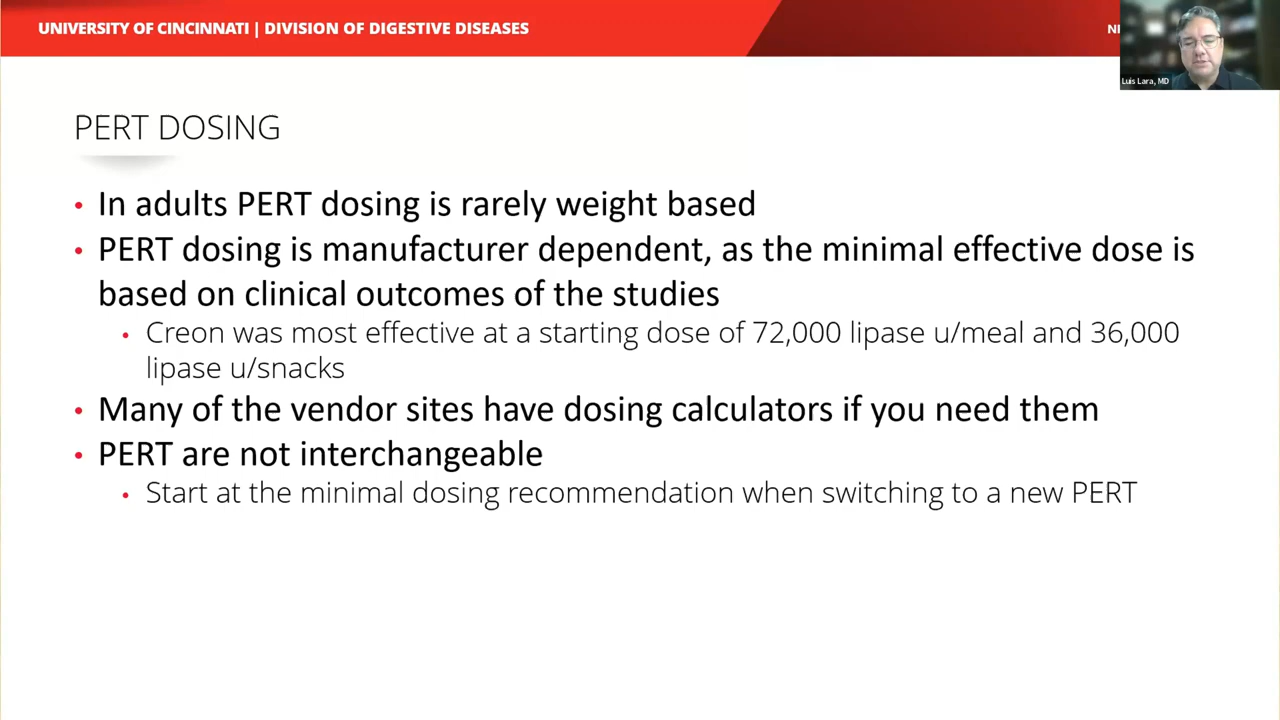 UNIVERSITY OF CINCINNATI | DIVISION OF DIGESTIVE DISEASES
Luis Lara, MD
PERT DOSING
• In adults PERT dosing is rarely weight based
• PERT dosing is manufacturer dependent, as the minimal effective dose is
based on clinical outcomes of the studies
• Creon was most effective at a starting dose of 72,000 lipase u/meal and 36,000
lipase u/snacks
• Many of the vendor sites have dosing calculators if you need them
• PERT are not interchangeable
• Start at the minimal dosing recommendation when switching to a new PERT